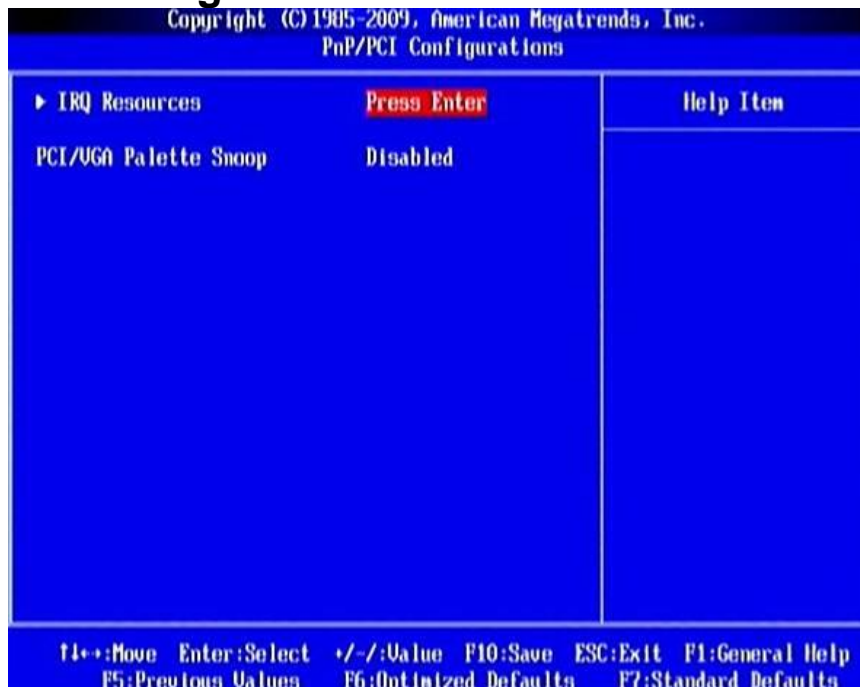 Copyright (C)1985-2009, American Megatrends, Inc.
PnP/PCI Configurations
▶ IRQ Resources Press Enter Help Item
PCI/VGA Palette Snoop Disabled
↑↓←→:Move Enter:Select +/-/:Value F10:Save ESC:Exit F1:General Help
F5:Previous Values F6:Optimized Defaults F7:Standard Defaults